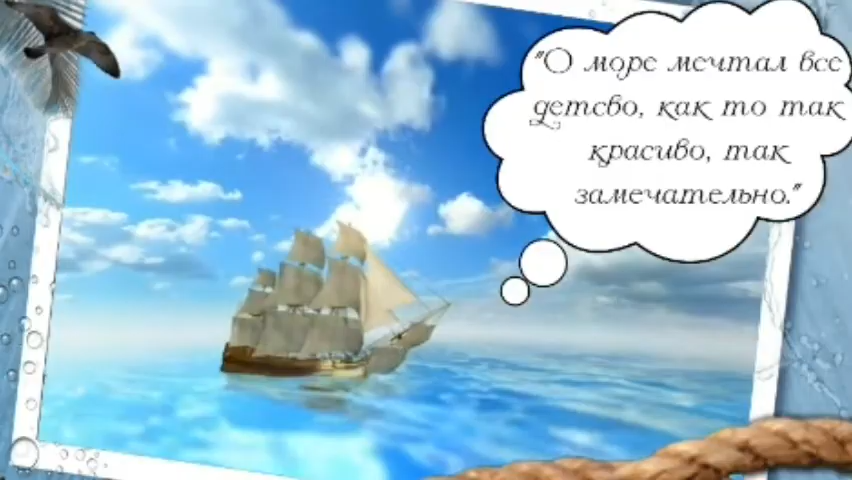 "О море мечтал все
детсво, как то так
красиво, так
замечательно."